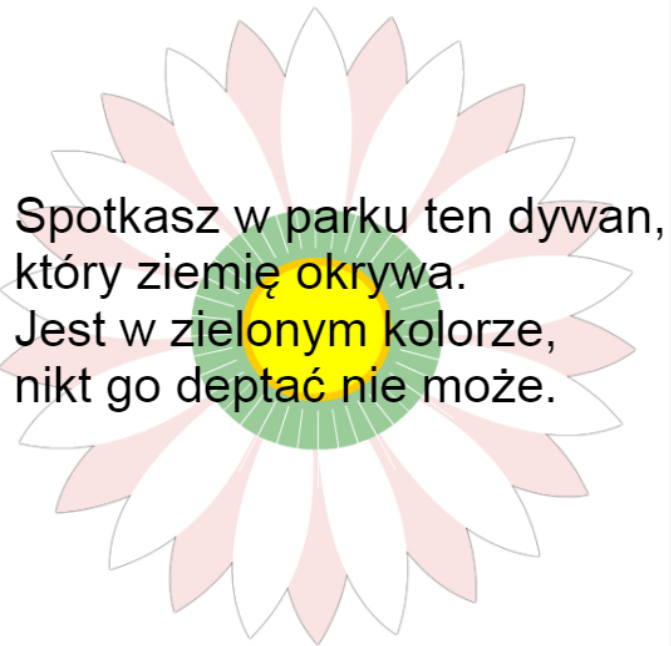 Spotkasz w parku ten dywan,
który ziemię okrywa.
Jest w zielonym kolorze,
nikt go deptać nie może.